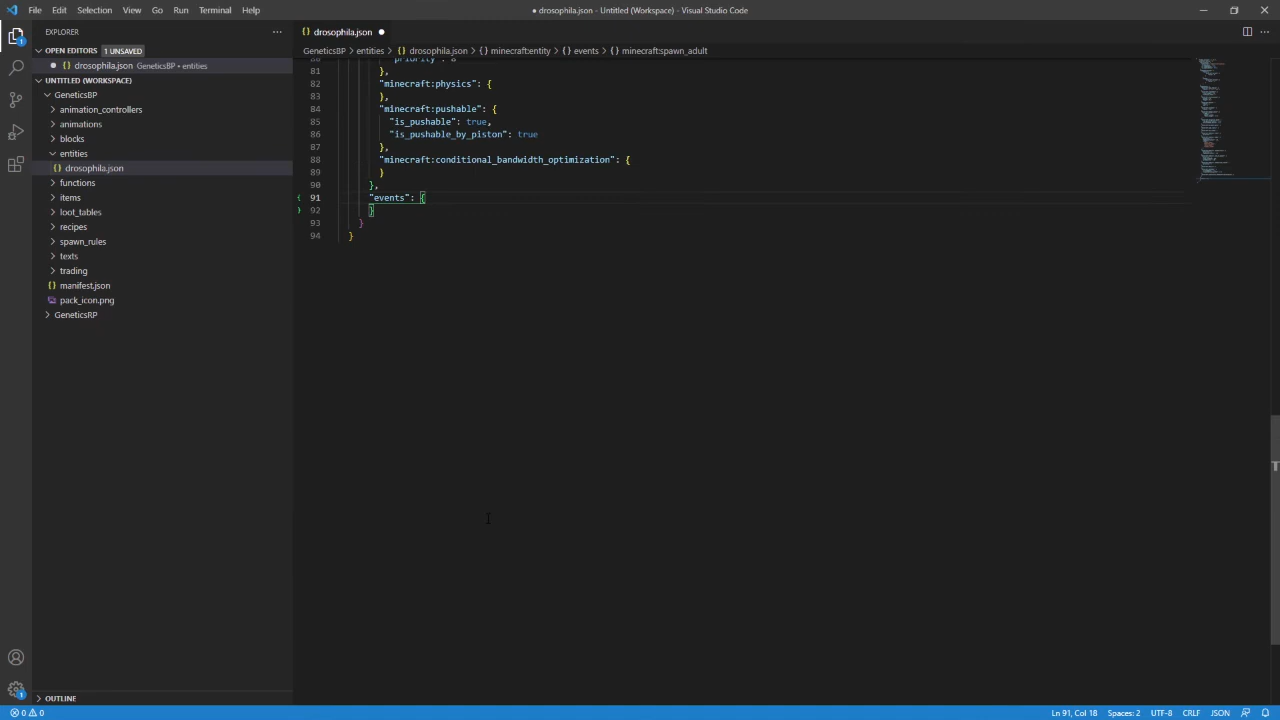 File Edit Selection View Go Run Terminal Help
● drosophila.json - Untitled (Workspace) - Visual Studio Code
EXPLORER
OPEN EDITORS 1 UNSAVED
{} drosophila.json GeneticsBP • entities
UNTITLED (WORKSPACE)
GeneticsBP
animation_controllers
animations
blocks
entities
{} drosophila.json
functions
items
loot_tables
recipes
spawn_rules
texts
trading
{} manifest.json
pack_icon.png
GeneticsRP
OUTLINE
{} drosophila.json ●
GeneticsBP > entities > {} drosophila.json > {} minecraft:entity > {} events > {} minecraft:spawn_adult
81 },
82 "minecraft:physics": {
83 },
84 "minecraft:pushable": {
85 "is_pushable": true,
86 "is_pushable_by_piston": true
87 },
88 "minecraft:conditional_bandwidth_optimization": {
89 }
90 },
91 "events": {
92 }
93 }
94 }
0 0
Ln 91, Col 18 Spaces: 2 UTF-8 CRLF JSON